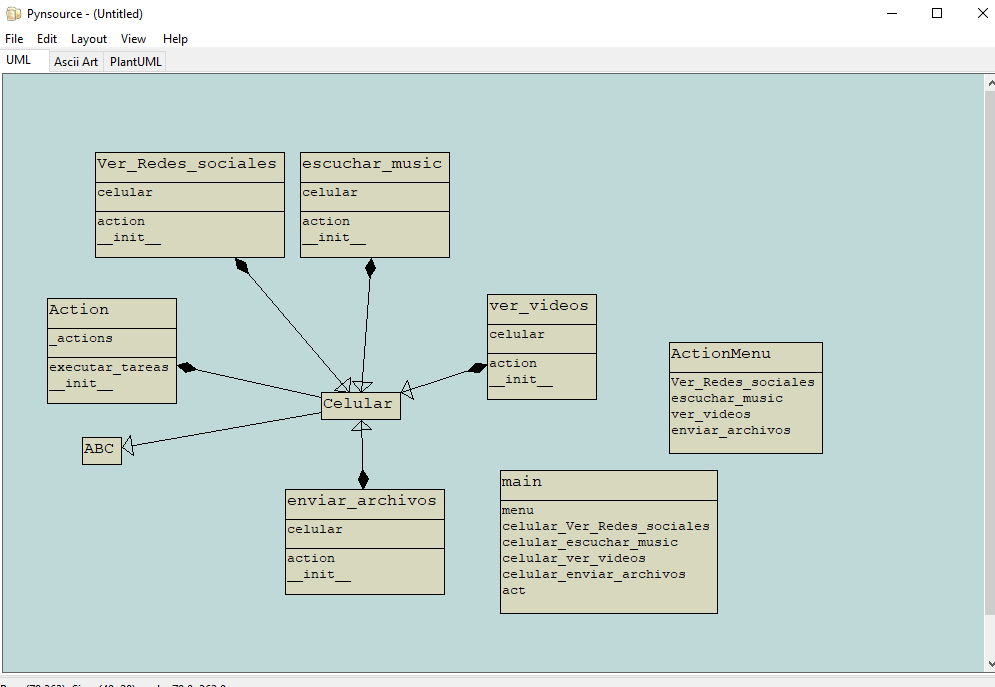 Pynsource - (Untitled)
File Edit Layout View Help
UML Ascii Art PlantUML
Ver_Redes_sociales
celular
action
__init__
escuchar_music
celular
action
__init__
Action
_actions
executar_tareas
__init__
ver_videos
celular
action
__init__
ActionMenu
Ver_Redes_sociales
escuchar_music
ver_videos
enviar_archivos
Celular
ABC
enviar_archivos
celular
action
__init__
main
menu
celular_Ver_Redes_sociales
celular_escuchar_music
celular_ver_videos
celular_enviar_archivos
act